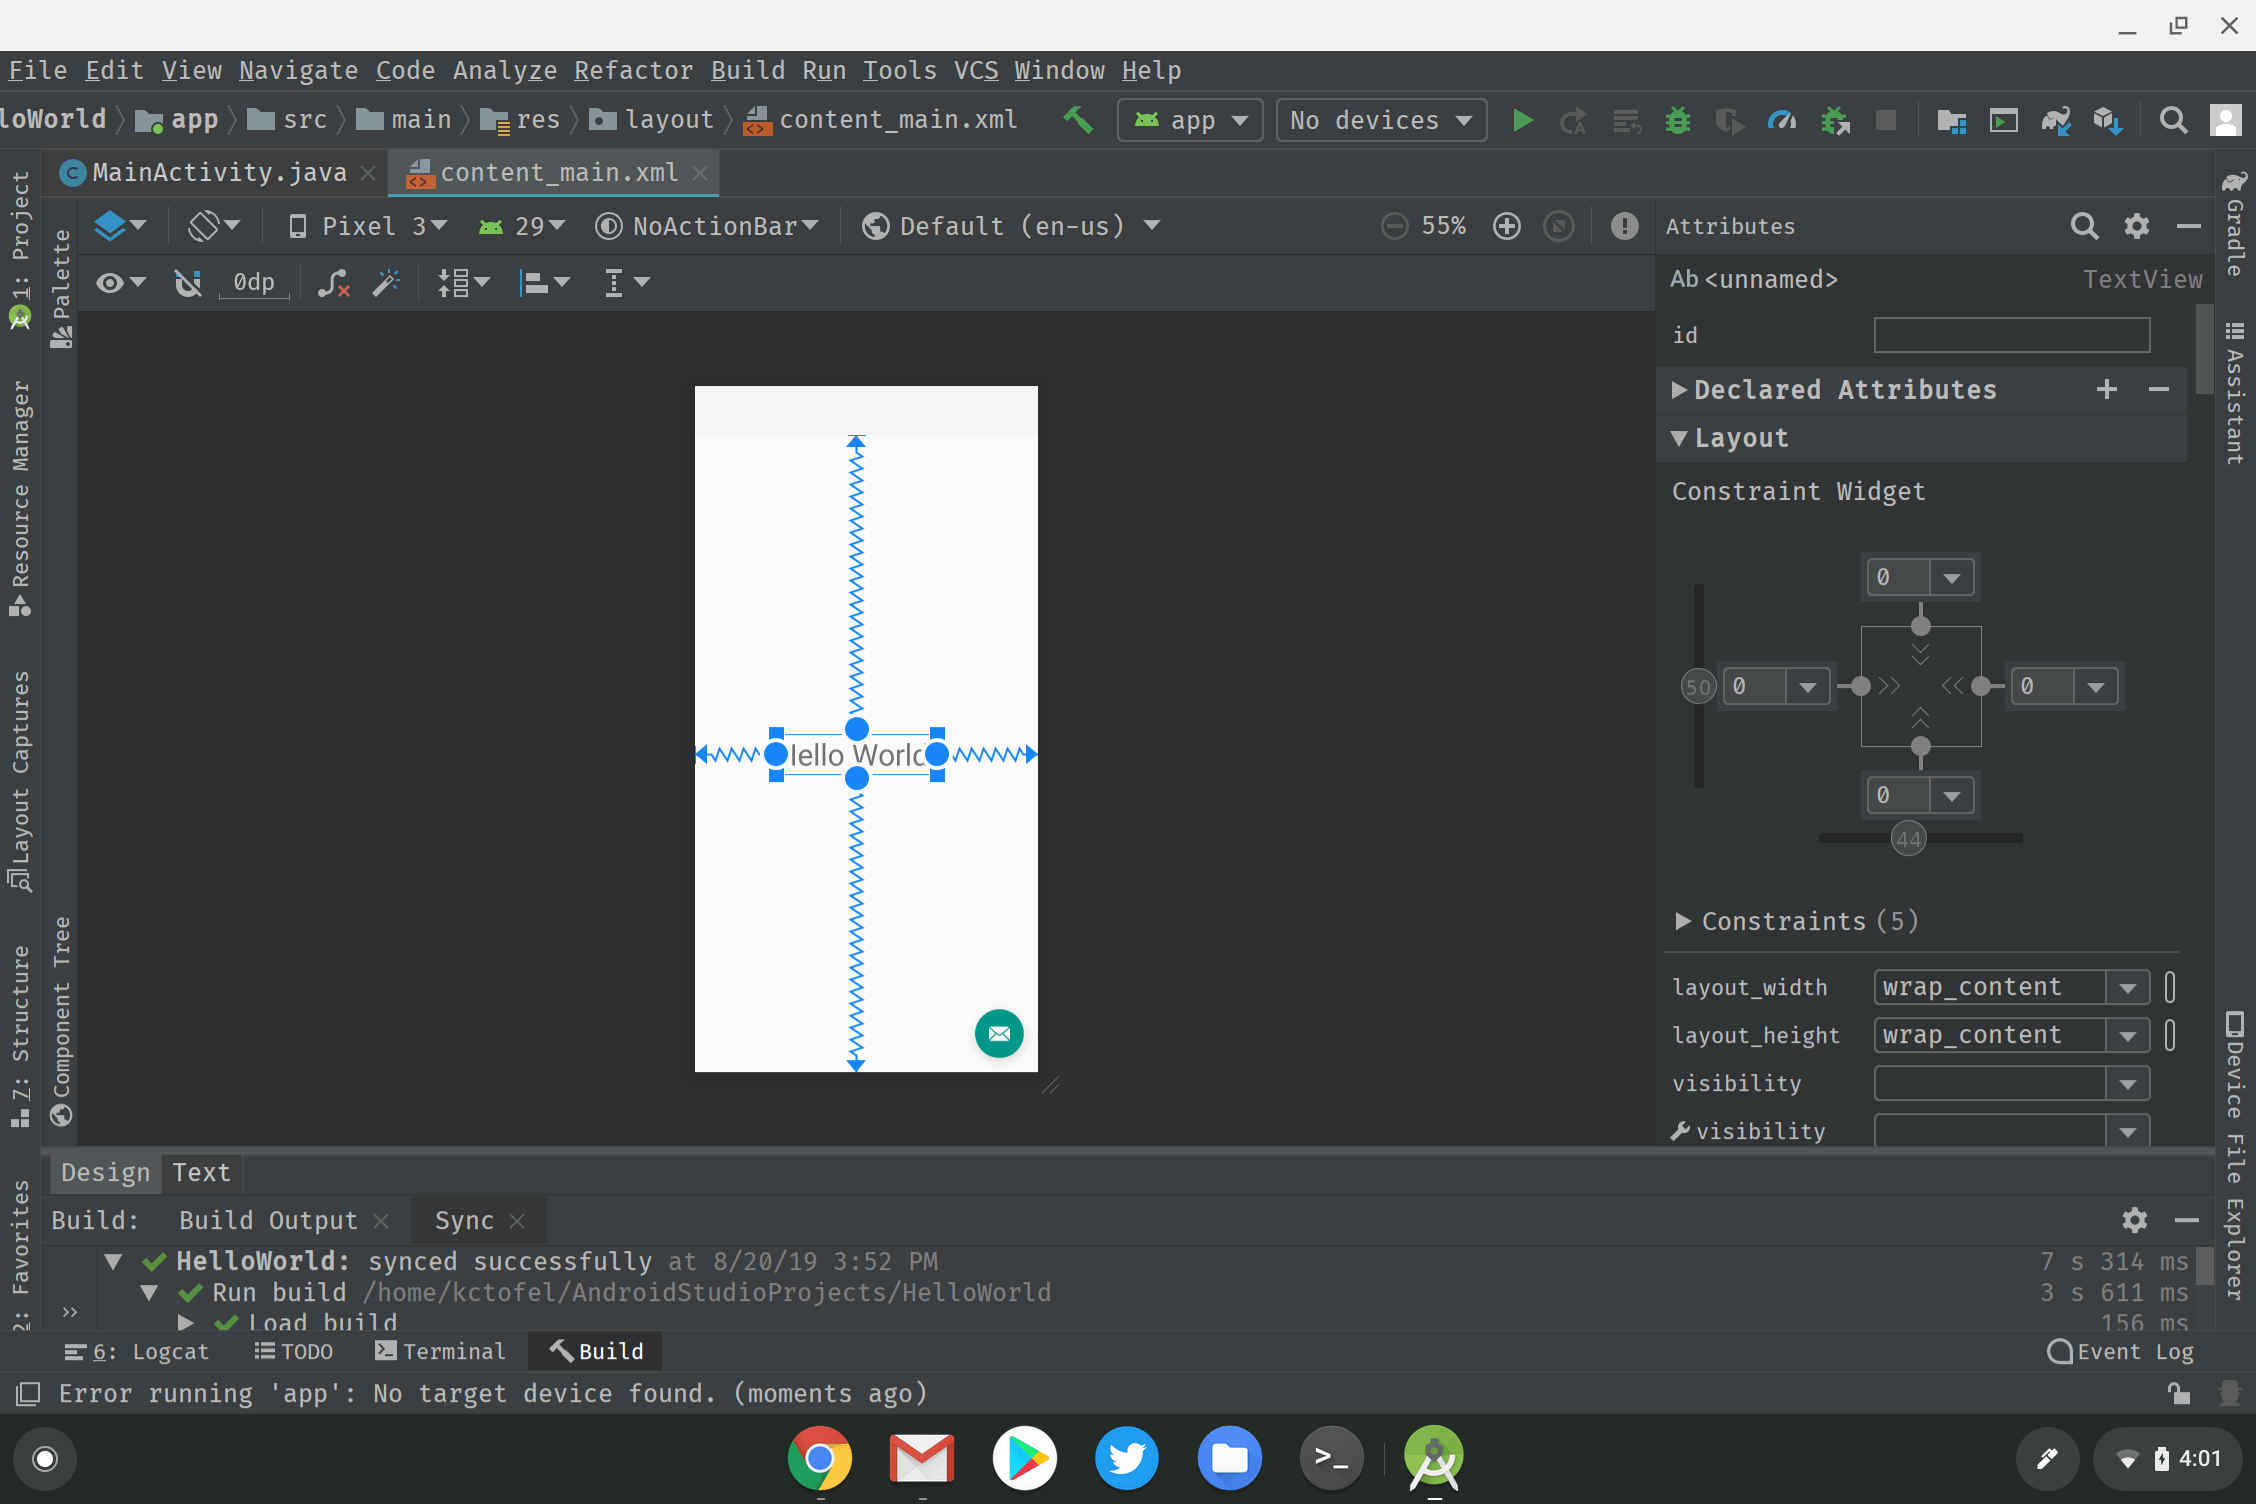 File Edit View Navigate Code Analyze Refactor Build Run Tools VCS Window Help
loWorld app src main res layout content_main.xml app No devices
MainActivity.java content_main.xml
Pixel 3 29 NoActionBar Default (en-us) 55%
0dp
1: Project
Resource Manager
Layout Captures
7: Structure
2: Favorites
Palette
Component Tree
Hello World
Attributes
Ab <unnamed> TextView
id
Declared Attributes
Layout
Constraint Widget
0
50 0 0
0
44
Constraints (5)
layout_width wrap_content
layout_height wrap_content
visibility
visibility
Gradle
Assistant
Device File Explorer
Design Text
Build: Build Output Sync
HelloWorld: synced successfully at 8/20/19 3:52 PM 7 s 314 ms
Run build /home/kctofel/AndroidStudioProjects/HelloWorld 3 s 611 ms
Load build 156 ms
6: Logcat TODO Terminal Build Event Log
Error running 'app': No target device found. (moments ago)
4:01